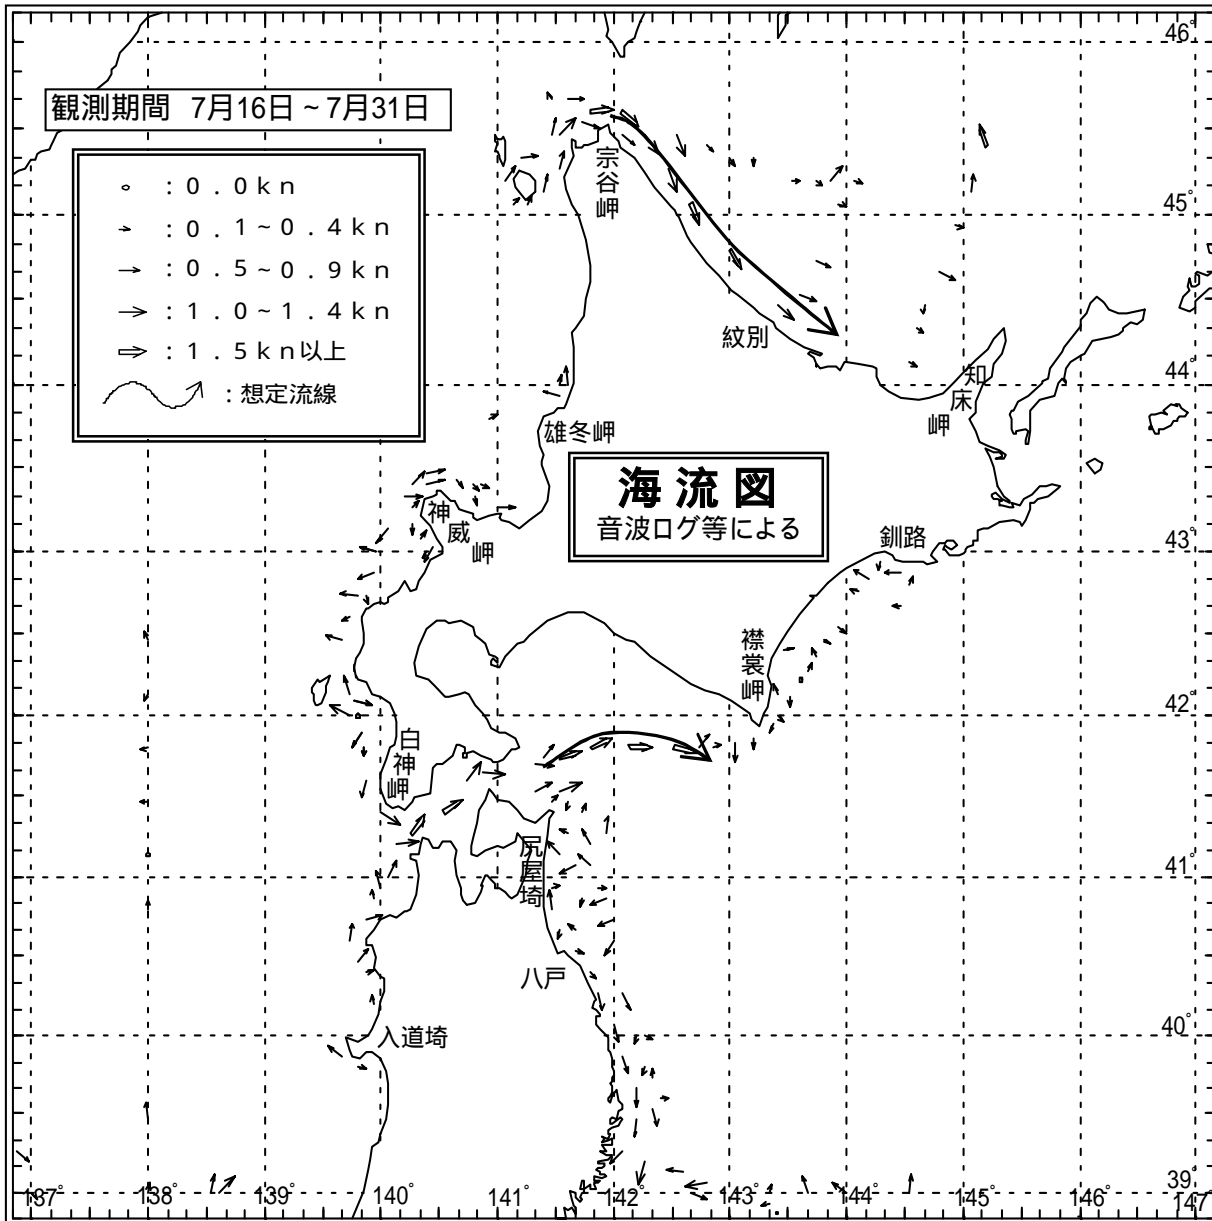 観測期間 7月16日~7月31日
:0.0kn
:0.1~0.4kn
:0.5~0.9kn
:1.0~1.4kn
:1.5kn以上
:想定流線
海流図
音波ログ等による
宗谷岬
紋別
知床岬
雄冬岬
神威岬
釧路
襟裳岬
白神岬
尻屋埼
八戸
入道埼
46°
45°
44°
43°
42°
41°
40°
39°
137°
138°
139°
140°
141°
142°
143°
144°
145°
146°
147°